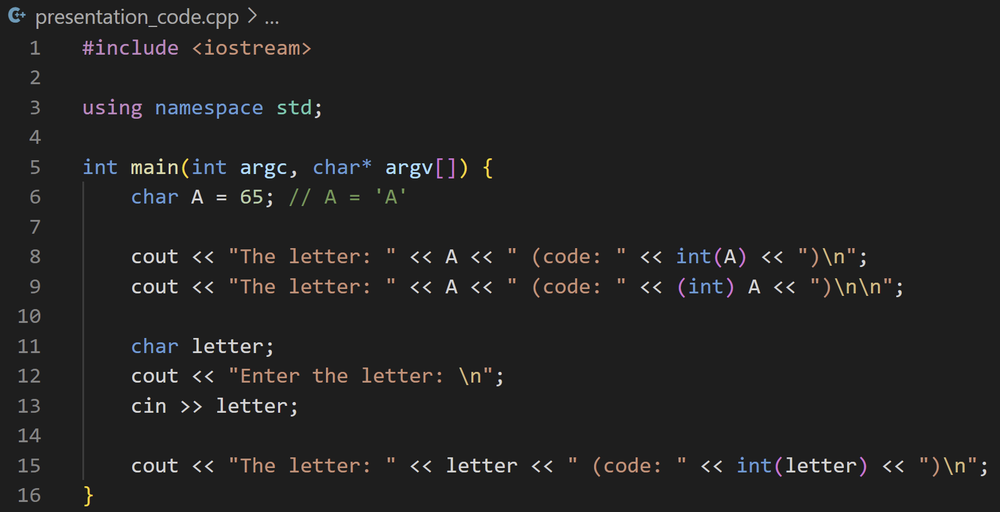 presentation_code.cpp > ...
1 #include <iostream>
2
3 using namespace std;
4
5 int main(int argc, char* argv[]) {
6     char A = 65; // A = 'A'
7
8     cout << "The letter: " << A << " (code: " << int(A) << ")\n";
9     cout << "The letter: " << A << " (code: " << (int) A << ")\n\n";
10
11     char letter;
12     cout << "Enter the letter: \n";
13     cin >> letter;
14
15     cout << "The letter: " << letter << " (code: " << int(letter) << ")\n";
16 }